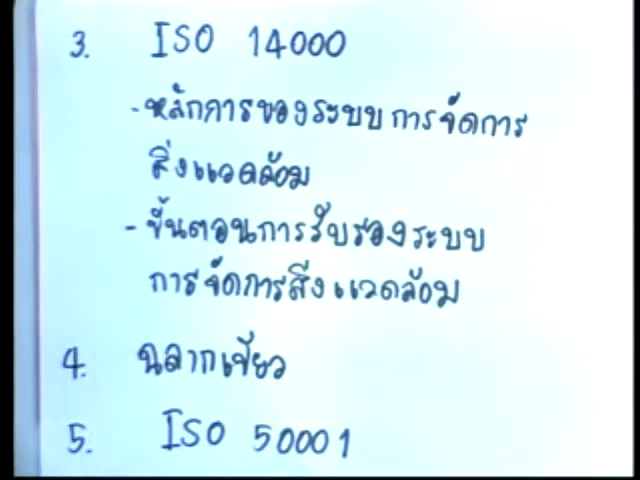 3. ISO 14000
- หลักการของระบบการจัดการ
สิ่งแวดล้อม
- ขั้นตอนการรับรองระบบ
การจัดการสิ่งแวดล้อม
4. ฉลากเขียว
5. ISO 50001